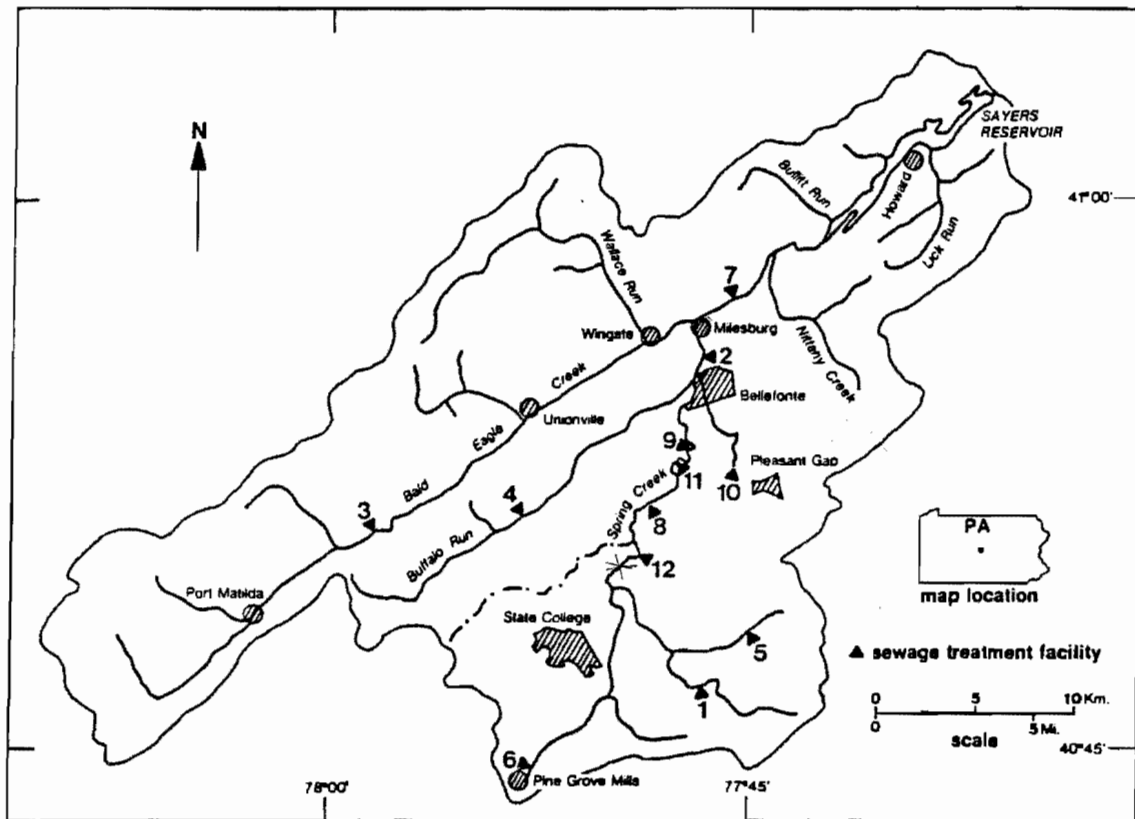 N
SAYERS
RESERVOIR
Buffit Run
Howard
41°00'
Lick Run
Wallace Run
7
Wingate
Milesburg
Nittany Creek
2
Creek
Bellefonte
Unionville
Eagle
9
Pleasant Gap
11
10
Bald
Spring Creek
3
4
8
PA
Buffalo Run
12
map location
Port Matilda
State College
5
▲ sewage treatment facility
1
0 5 10 Km.
0 5 Mi.
scale
6
40°45'
Pine Grove Mills
78°00'
77°45'